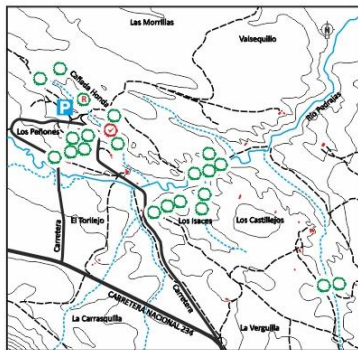 Las Morrillas
Valsequillo
N
Cañada Honda
Río Pedrajas
R
P
Los Peñones
El Torilejo
Los Isaces
Los Castillejos
Carretera
Carretera
CARRETERA NACIONAL 234
La Carrasquilla
La Verguilla